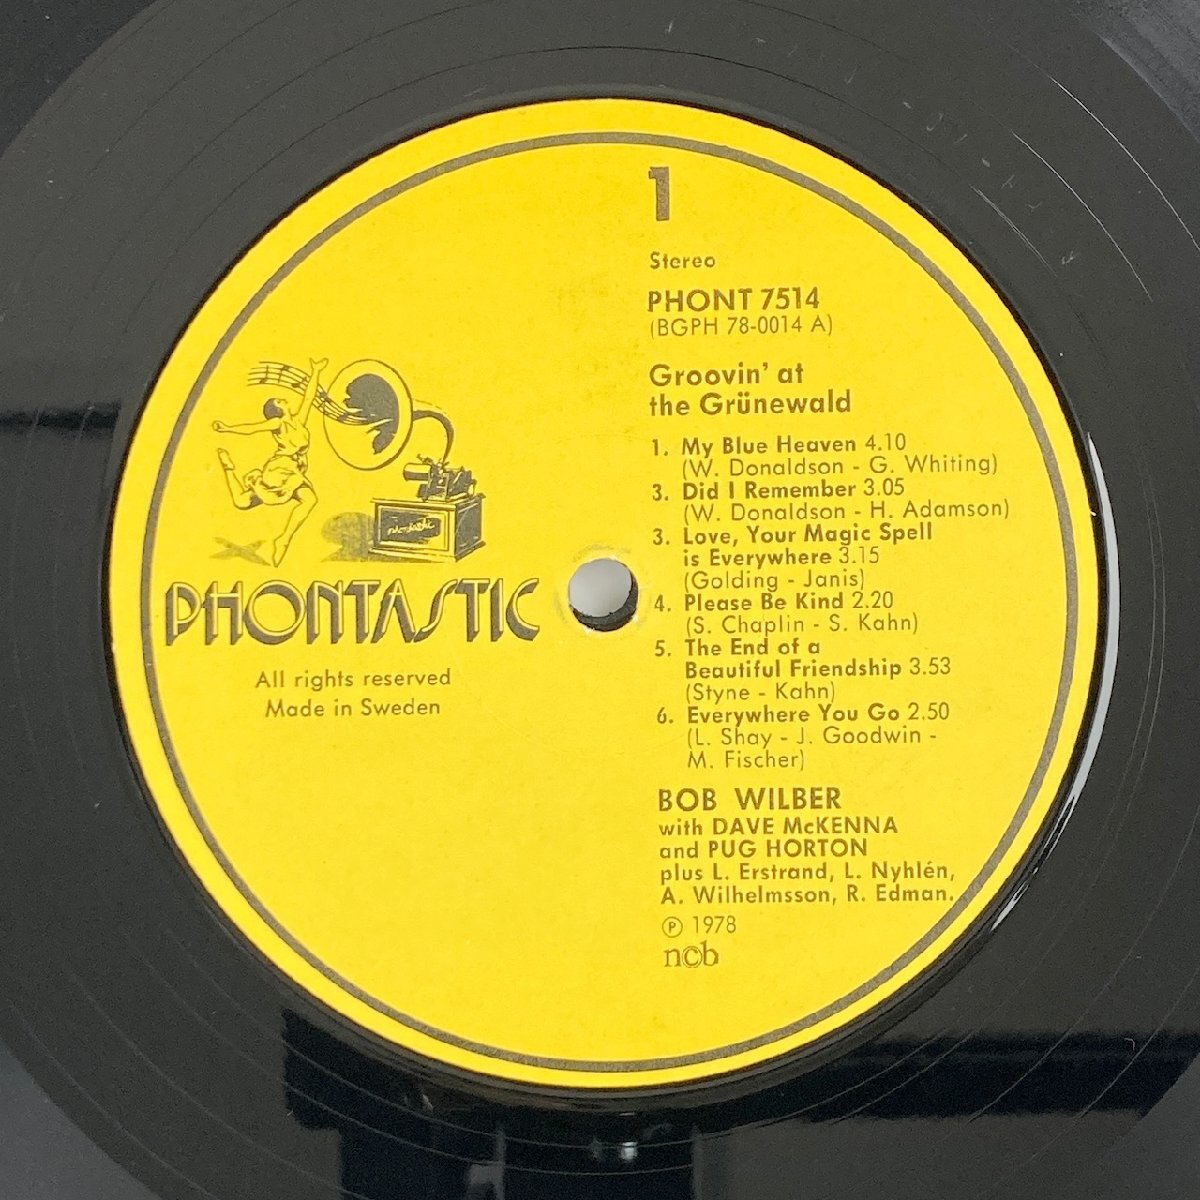 1
Stereo
PHONT 7514
(BGPH 78-0014 A)
Groovin' at
the Grünewald
1. My Blue Heaven 4.10
(W. Donaldson - G. Whiting)
3. Did I Remember 3.05
(W. Donaldson - H. Adamson)
3. Love, Your Magic Spell
is Everywhere 3.15
(Golding - Janis)
4. Please Be Kind 2.20
(S. Chaplin - S. Kahn)
5. The End of a
Beautiful Friendship 3.53
(Styne - Kahn)
6. Everywhere You Go 2.50
(L. Shay - J. Goodwin -
M. Fischer)
BOB WILBER
with DAVE McKENNA
and PUG HORTON
plus L. Erstrand, L. Nyhlén,
A. Wilhelmsson, R. Edman.
Ⓟ 1978
ncb
phontastic
PHONTASTIC
All rights reserved
Made in Sweden